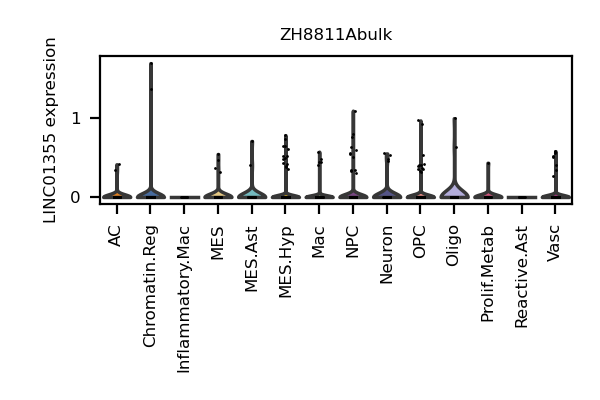 ZH8811Abulk
LINC01355 expression
1
0
AC
Chromatin.Reg
Inflammatory.Mac
MES
MES.Ast
MES.Hyp
Mac
NPC
Neuron
OPC
Oligo
Prolif.Metab
Reactive.Ast
Vasc